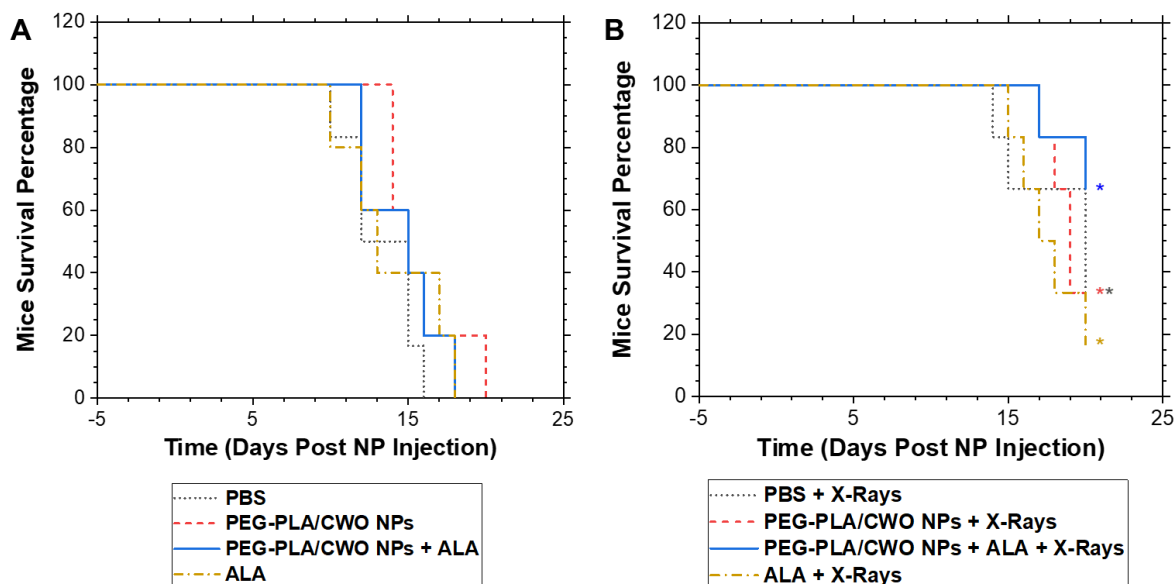 A
Mice Survival Percentage
120
100
80
60
40
20
0
-5
5
15
25
Time (Days Post NP Injection)
PBS
PEG-PLA/CWO NPs
PEG-PLA/CWO NPs + ALA
ALA
B
Mice Survival Percentage
120
100
80
60
40
20
0
*
**
*
-5
5
15
25
Time (Days Post NP Injection)
PBS + X-Rays
PEG-PLA/CWO NPs + X-Rays
PEG-PLA/CWO NPs + ALA + X-Rays
ALA + X-Rays